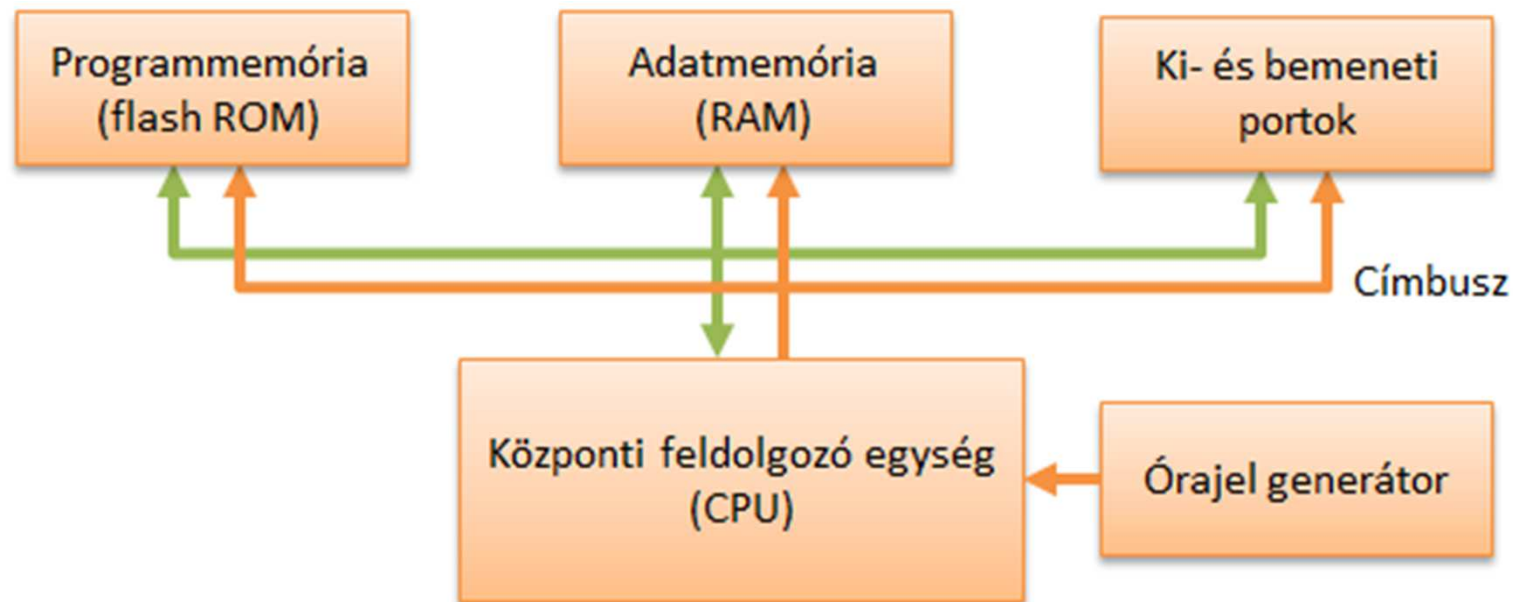 Programmemória
(flash ROM)
Adatmemória
(RAM)
Ki- és bemeneti
portok
Címbusz
Központi feldolgozó egység
(CPU)
Órajel generátor